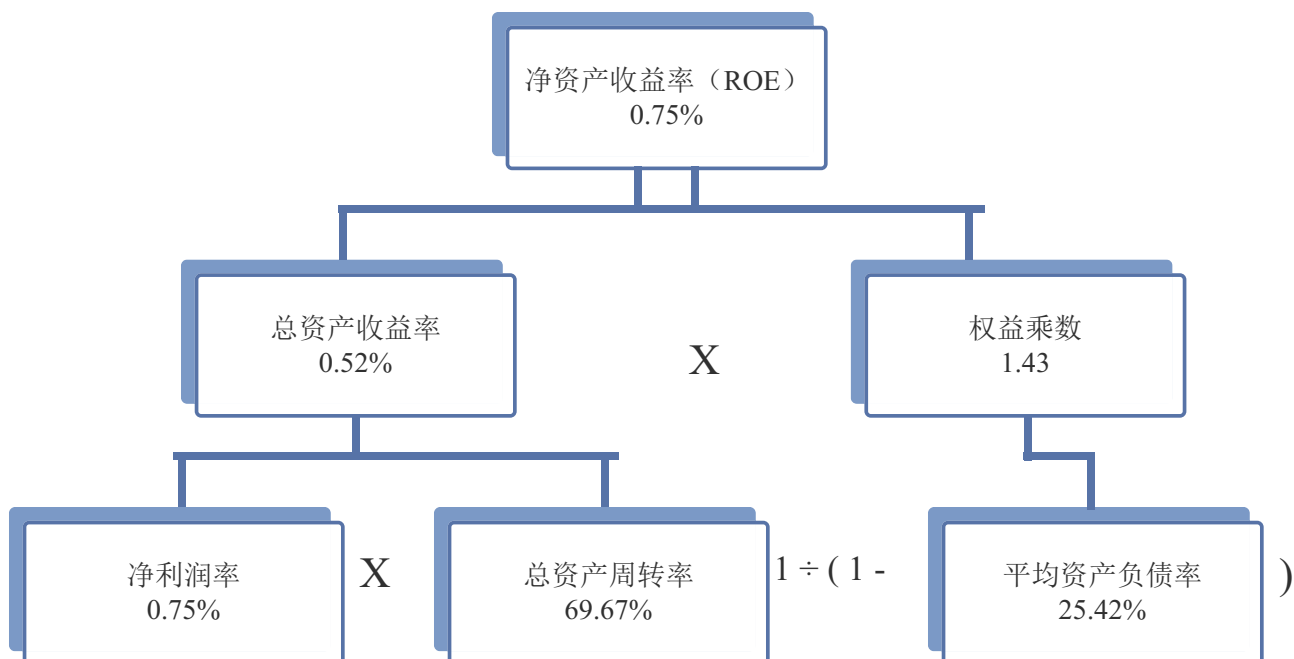 净资产收益率（ROE）
0.75%
总资产收益率
0.52%
X
权益乘数
1.43
净利润率
0.75%
X
总资产周转率
69.67%
1 ÷ ( 1 -
平均资产负债率
25.42%
)